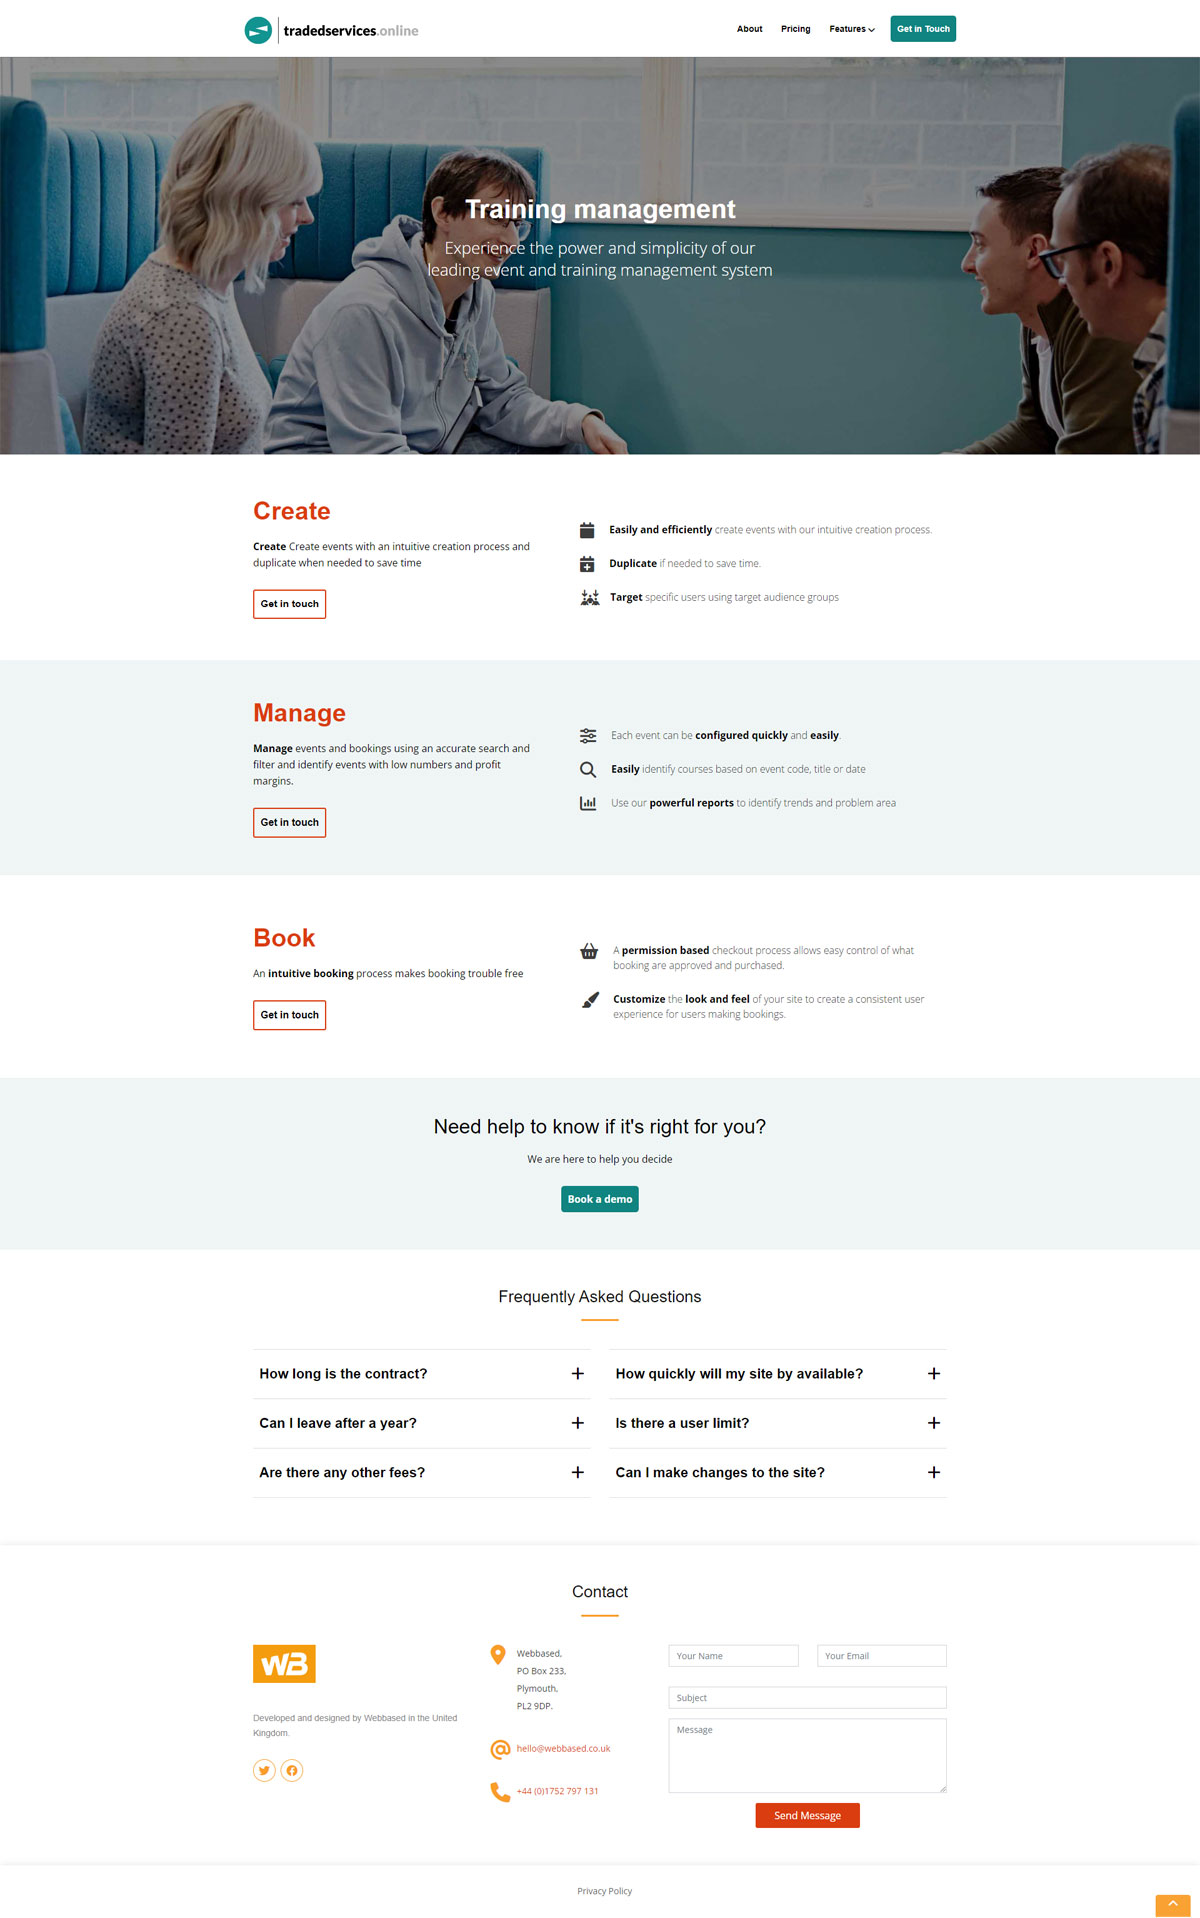 tradedservices.online
About Pricing Features Get in Touch
Training management
Experience the power and simplicity of our
leading event and training management system
Create
Create Create events with an intuitive creation process and
duplicate when needed to save time
Get in touch
Easily and efficiently create events with our intuitive creation process.
Duplicate if needed to save time.
Target specific users using target audience groups
Manage
Manage events and bookings using an accurate search and
filter and identify events with low numbers and profit
margins.
Get in touch
Each event can be configured quickly and easily.
Easily identify courses based on event code, title or date
Use our powerful reports to identify trends and problem area
Book
An intuitive booking process makes booking trouble free
Get in touch
A permission based checkout process allows easy control of what
booking are approved and purchased.
Customize the look and feel of your site to create a consistent user
experience for users making bookings.
Need help to know if it's right for you?
We are here to help you decide
Book a demo
Frequently Asked Questions
How long is the contract?
Can I leave after a year?
Are there any other fees?
How quickly will my site by available?
Is there a user limit?
Can I make changes to the site?
Contact
WB
Developed and designed by Webbased in the United
Kingdom.
Webbased,
PO Box 233,
Plymouth,
PL2 9DP.
hello@webbased.co.uk
+44 (0)1752 797 131
Your Name
Your Email
Subject
Message
Send Message
Privacy Policy